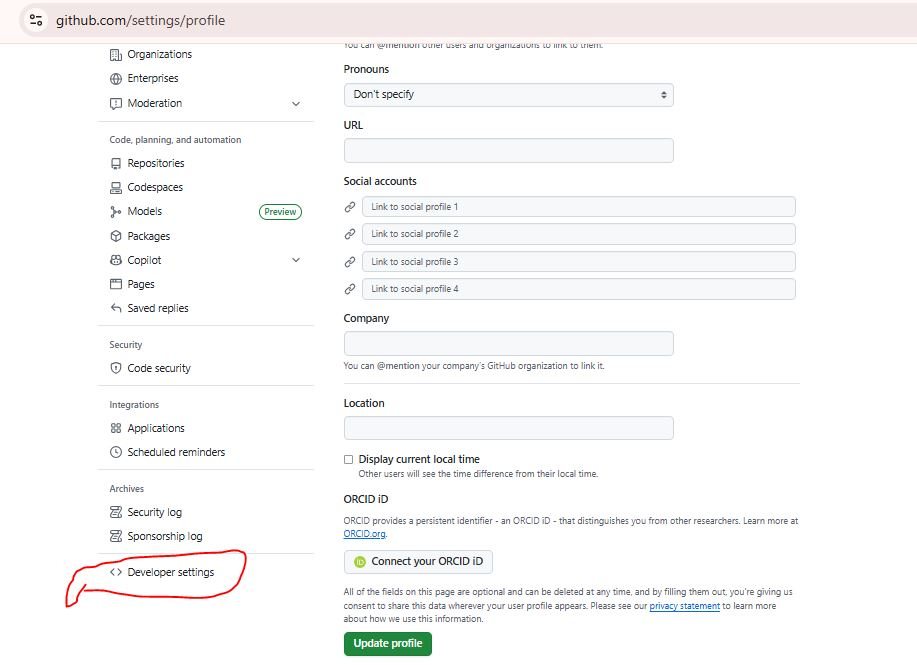 github.com/settings/profile
Organizations
Enterprises
Moderation
Code, planning, and automation
Repositories
Codespaces
Models
Preview
Packages
Copilot
Pages
Saved replies
Security
Code security
Integrations
Applications
Scheduled reminders
Archives
Security log
Sponsorship log
Developer settings
You can @mention other users and organizations to link to them.
Pronouns
Don't specify
URL
Social accounts
Link to social profile 1
Link to social profile 2
Link to social profile 3
Link to social profile 4
Company
You can @mention your company's GitHub organization to link it.
Location
Display current local time
Other users will see the time difference from their local time.
ORCID iD
ORCID provides a persistent identifier - an ORCID iD - that distinguishes you from other researchers. Learn more at
ORCID.org.
iD Connect your ORCID iD
All of the fields on this page are optional and can be deleted at any time, and by filling them out, you're giving us
consent to share this data wherever your user profile appears. Please see our privacy statement to learn more
about how we use this information.
Update profile